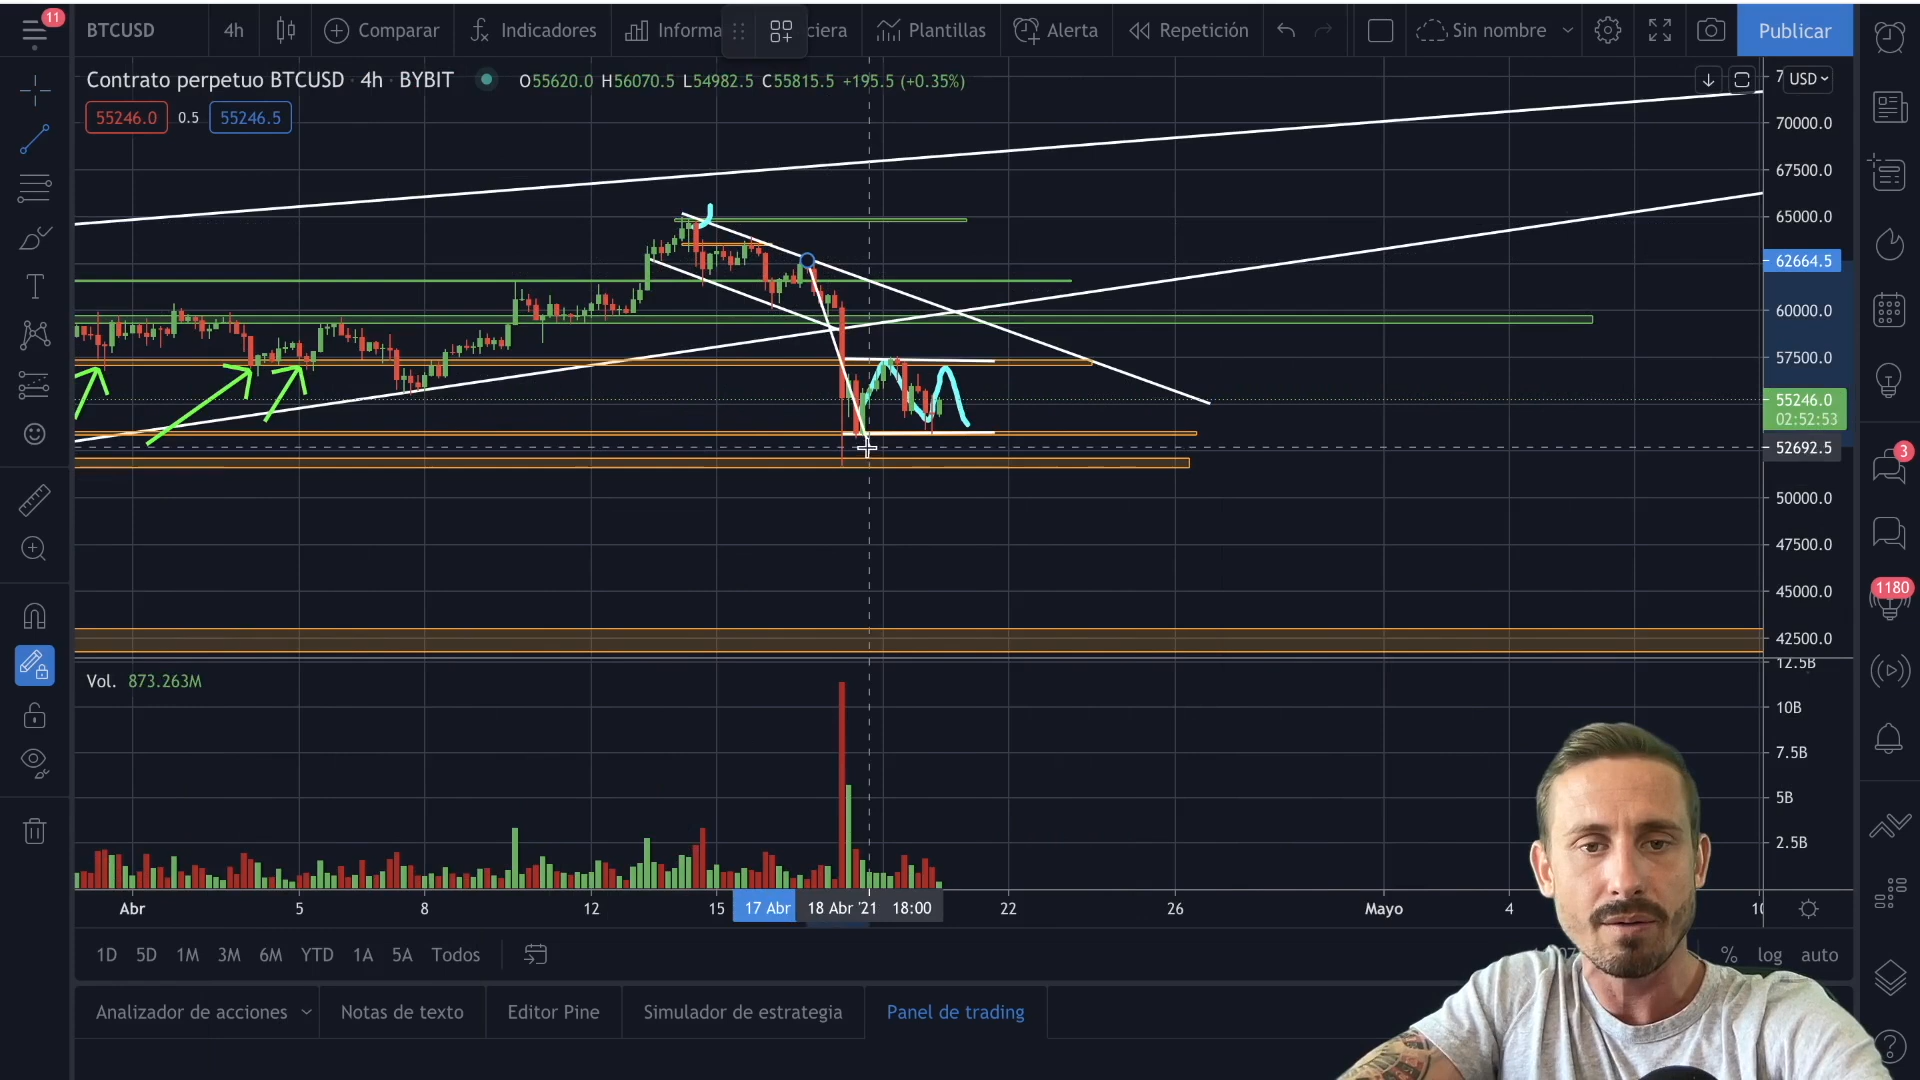 11
BTCUSD
4h
Comparar
Indicadores
Informa
ciera
Plantillas
Alerta
Repetición
Sin nombre
Publicar
Contrato perpetuo BTCUSD · 4h · BYBIT
O55620.0 H56070.5 L54982.5 C55815.5 +195.5 (+0.35%)
USD
55246.0
0.5
55246.5
70000.0
67500.0
65000.0
62664.5
60000.0
57500.0
55246.0
02:52:53
52692.5
50000.0
47500.0
45000.0
42500.0
3
1180
Vol. 873.263M
12.5B
10B
7.5B
5B
2.5B
Abr
5
8
12
15
17 Abr
18 Abr '21 18:00
22
26
Mayo
4
1D
5D
1M
3M
6M
YTD
1A
5A
Todos
%
log
auto
Analizador de acciones
Notas de texto
Editor Pine
Simulador de estrategia
Panel de trading